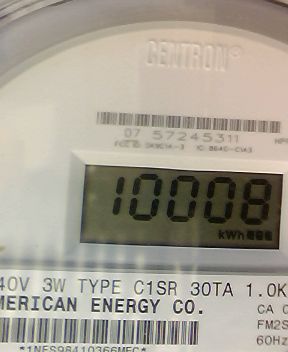 CENTRON®
07 57245311
10008
kWh
40V 3W TYPE C1SR 30TA 1.0K
MERICAN ENERGY CO.
CA
FM2S
60Hz